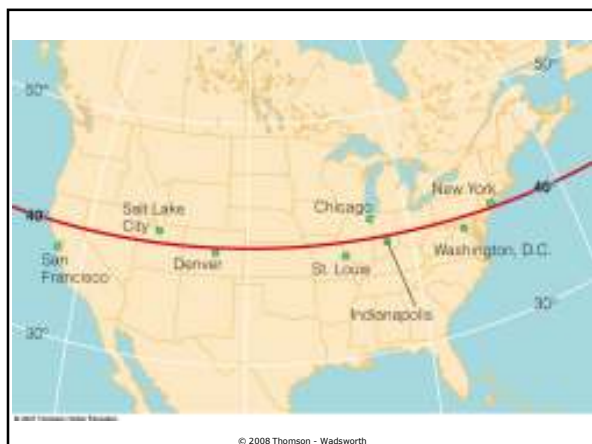 50°
50°
40
40
Salt Lake
City
Chicago
New York
San
Francisco
Denver
St. Louis
Washington, D.C.
Indianapolis
30°
30°
© 2008 Thomson - Wadsworth